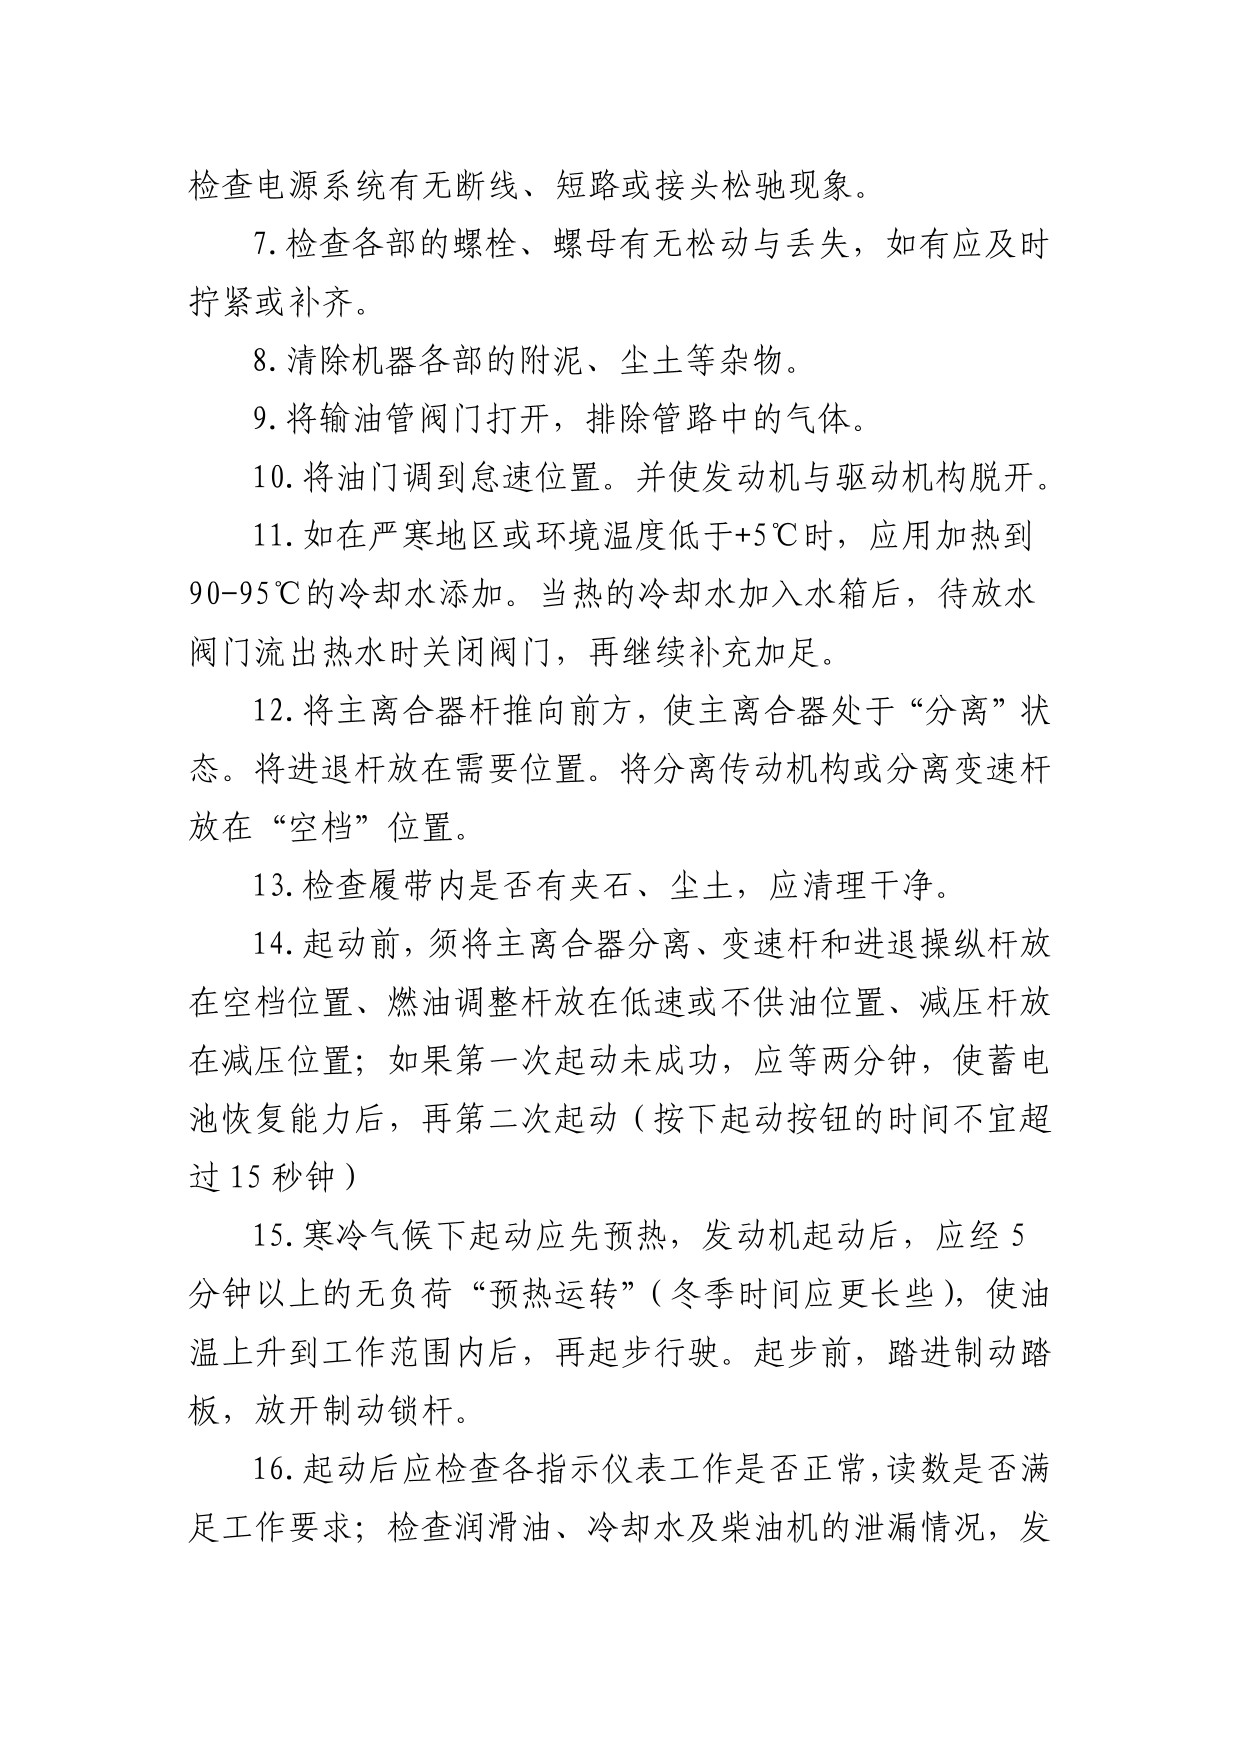 检查电源系统有无断线、短路或接头松驰现象。
7.检查各部的螺栓、螺母有无松动与丢失，如有应及时
拧紧或补齐。
8.清除机器各部的附泥、尘土等杂物。
9.将输油管阀门打开，排除管路中的气体。
10.将油门调到怠速位置。并使发动机与驱动机构脱开。
11.如在严寒地区或环境温度低于+5℃时，应用加热到
90-95℃的冷却水添加。当热的冷却水加入水箱后，待放水
阀门流出热水时关闭阀门，再继续补充加足。
12.将主离合器杆推向前方，使主离合器处于“分离”状
态。将进退杆放在需要位置。将分离传动机构或分离变速杆
放在“空档”位置。
13.检查履带内是否有夹石、尘土，应清理干净。
14.起动前，须将主离合器分离、变速杆和进退操纵杆放
在空档位置、燃油调整杆放在低速或不供油位置、减压杆放
在减压位置；如果第一次起动未成功，应等两分钟，使蓄电
池恢复能力后，再第二次起动（按下起动按钮的时间不宜超
过 15 秒钟）
15.寒冷气候下起动应先预热，发动机起动后，应经 5
分钟以上的无负荷“预热运转”（冬季时间应更长些），使油
温上升到工作范围内后，再起步行驶。起步前，踏进制动踏
板，放开制动锁杆。
16.起动后应检查各指示仪表工作是否正常，读数是否满
足工作要求；检查润滑油、冷却水及柴油机的泄漏情况，发